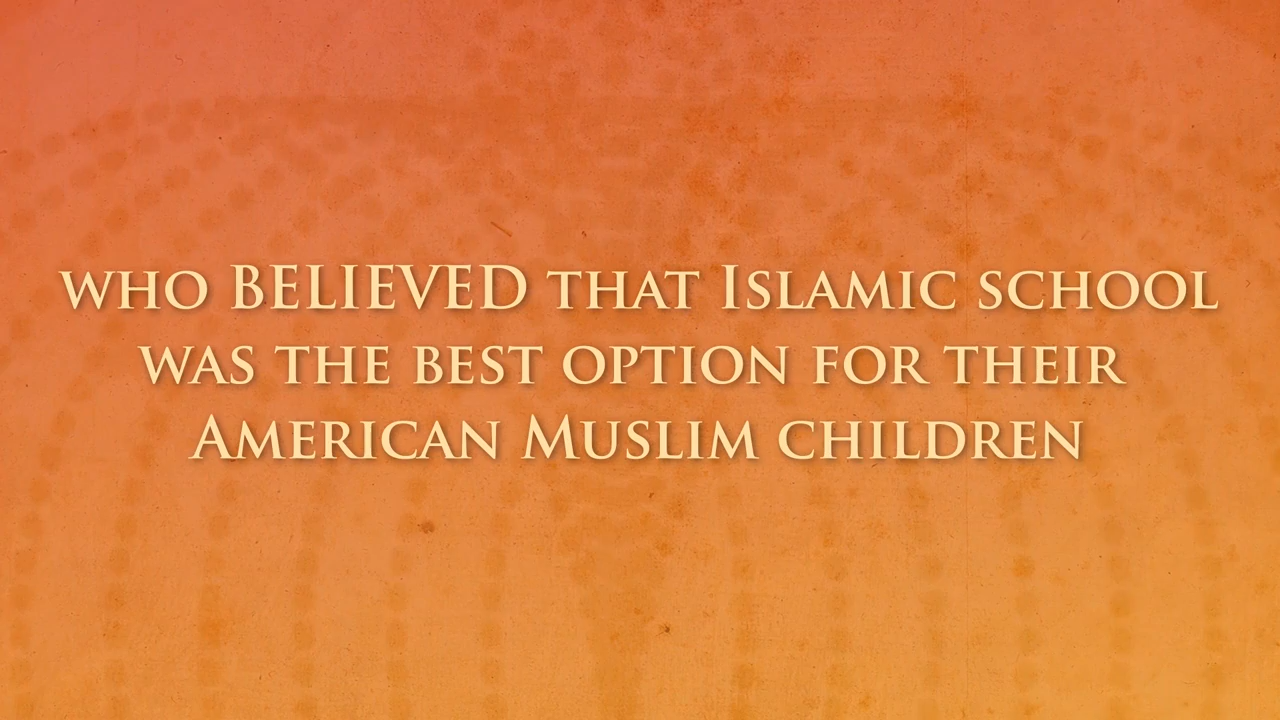 who BELIEVED that Islamic school
was the best option for their
American Muslim children